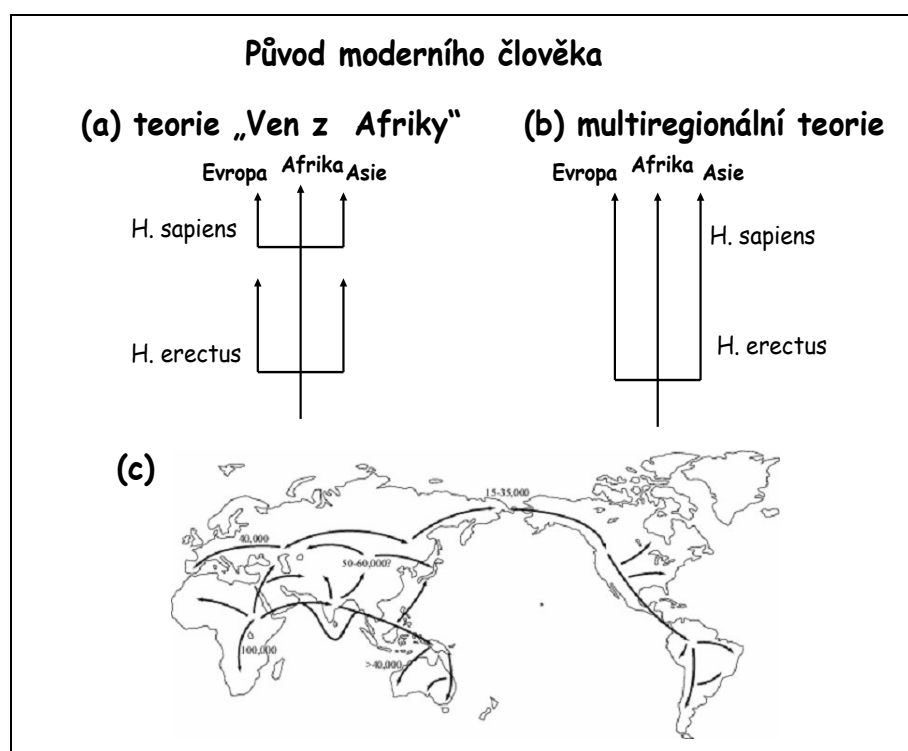 Původ moderního člověka
(a) teorie „Ven z Afriky“
Evropa Afrika Asie
H. sapiens
H. erectus
(b) multiregionální teorie
Evropa Afrika Asie
H. sapiens
H. erectus
(c)
15-35,000
40,000
50-60,000?
100,000
>40,000